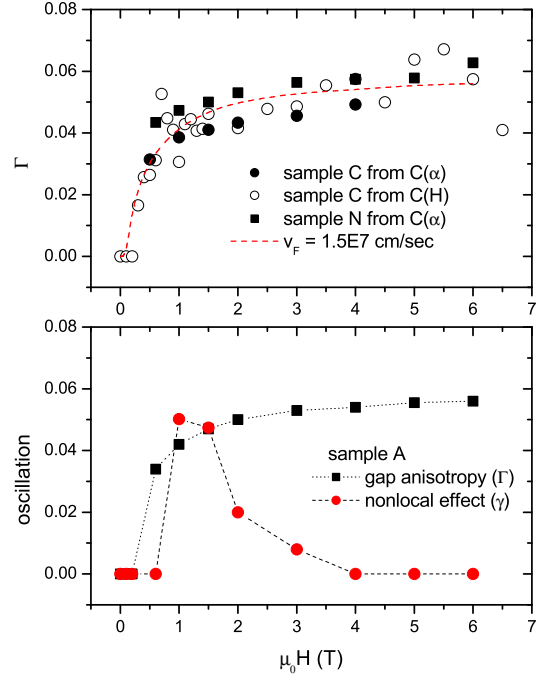 0.08
0.06
0.04
0.02
0.00
Γ
sample C from C(α)
sample C from C(H)
sample N from C(α)
v_F = 1.5E7 cm/sec
0 1 2 3 4 5 6 7
0.08
0.06
0.04
0.02
0.00
oscillation
sample A
gap anisotropy (Γ)
nonlocal effect (γ)
0 1 2 3 4 5 6 7
μ₀H (T)